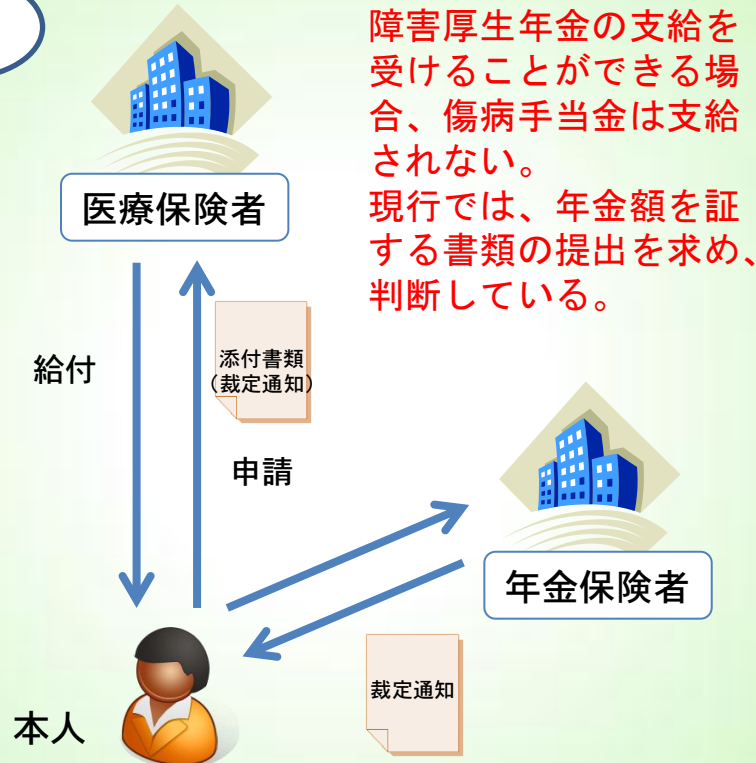 障害厚生年金の支給を
受けることができる場
合、傷病手当金は支給
されない。
現行では、年金額を証
する書類の提出を求め、
判断している。
医療保険者
給付
添付書類
（裁定通知）
申請
年金保険者
裁定通知
本人